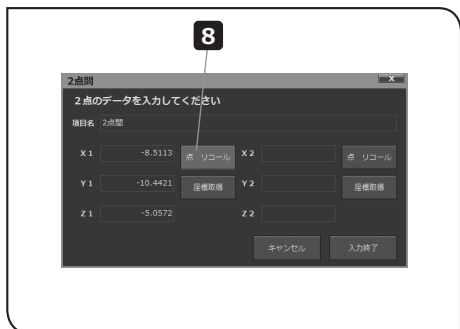 8
2点間
X
2点のデータを入力してください
項目名 2点間
X 1 -8.5113 点 リコール X 2 点 リコール
Y 1 -10.4421 座標取得 Y 2 座標取得
Z 1 -5.0572 Z 2
キャンセル 入力終了